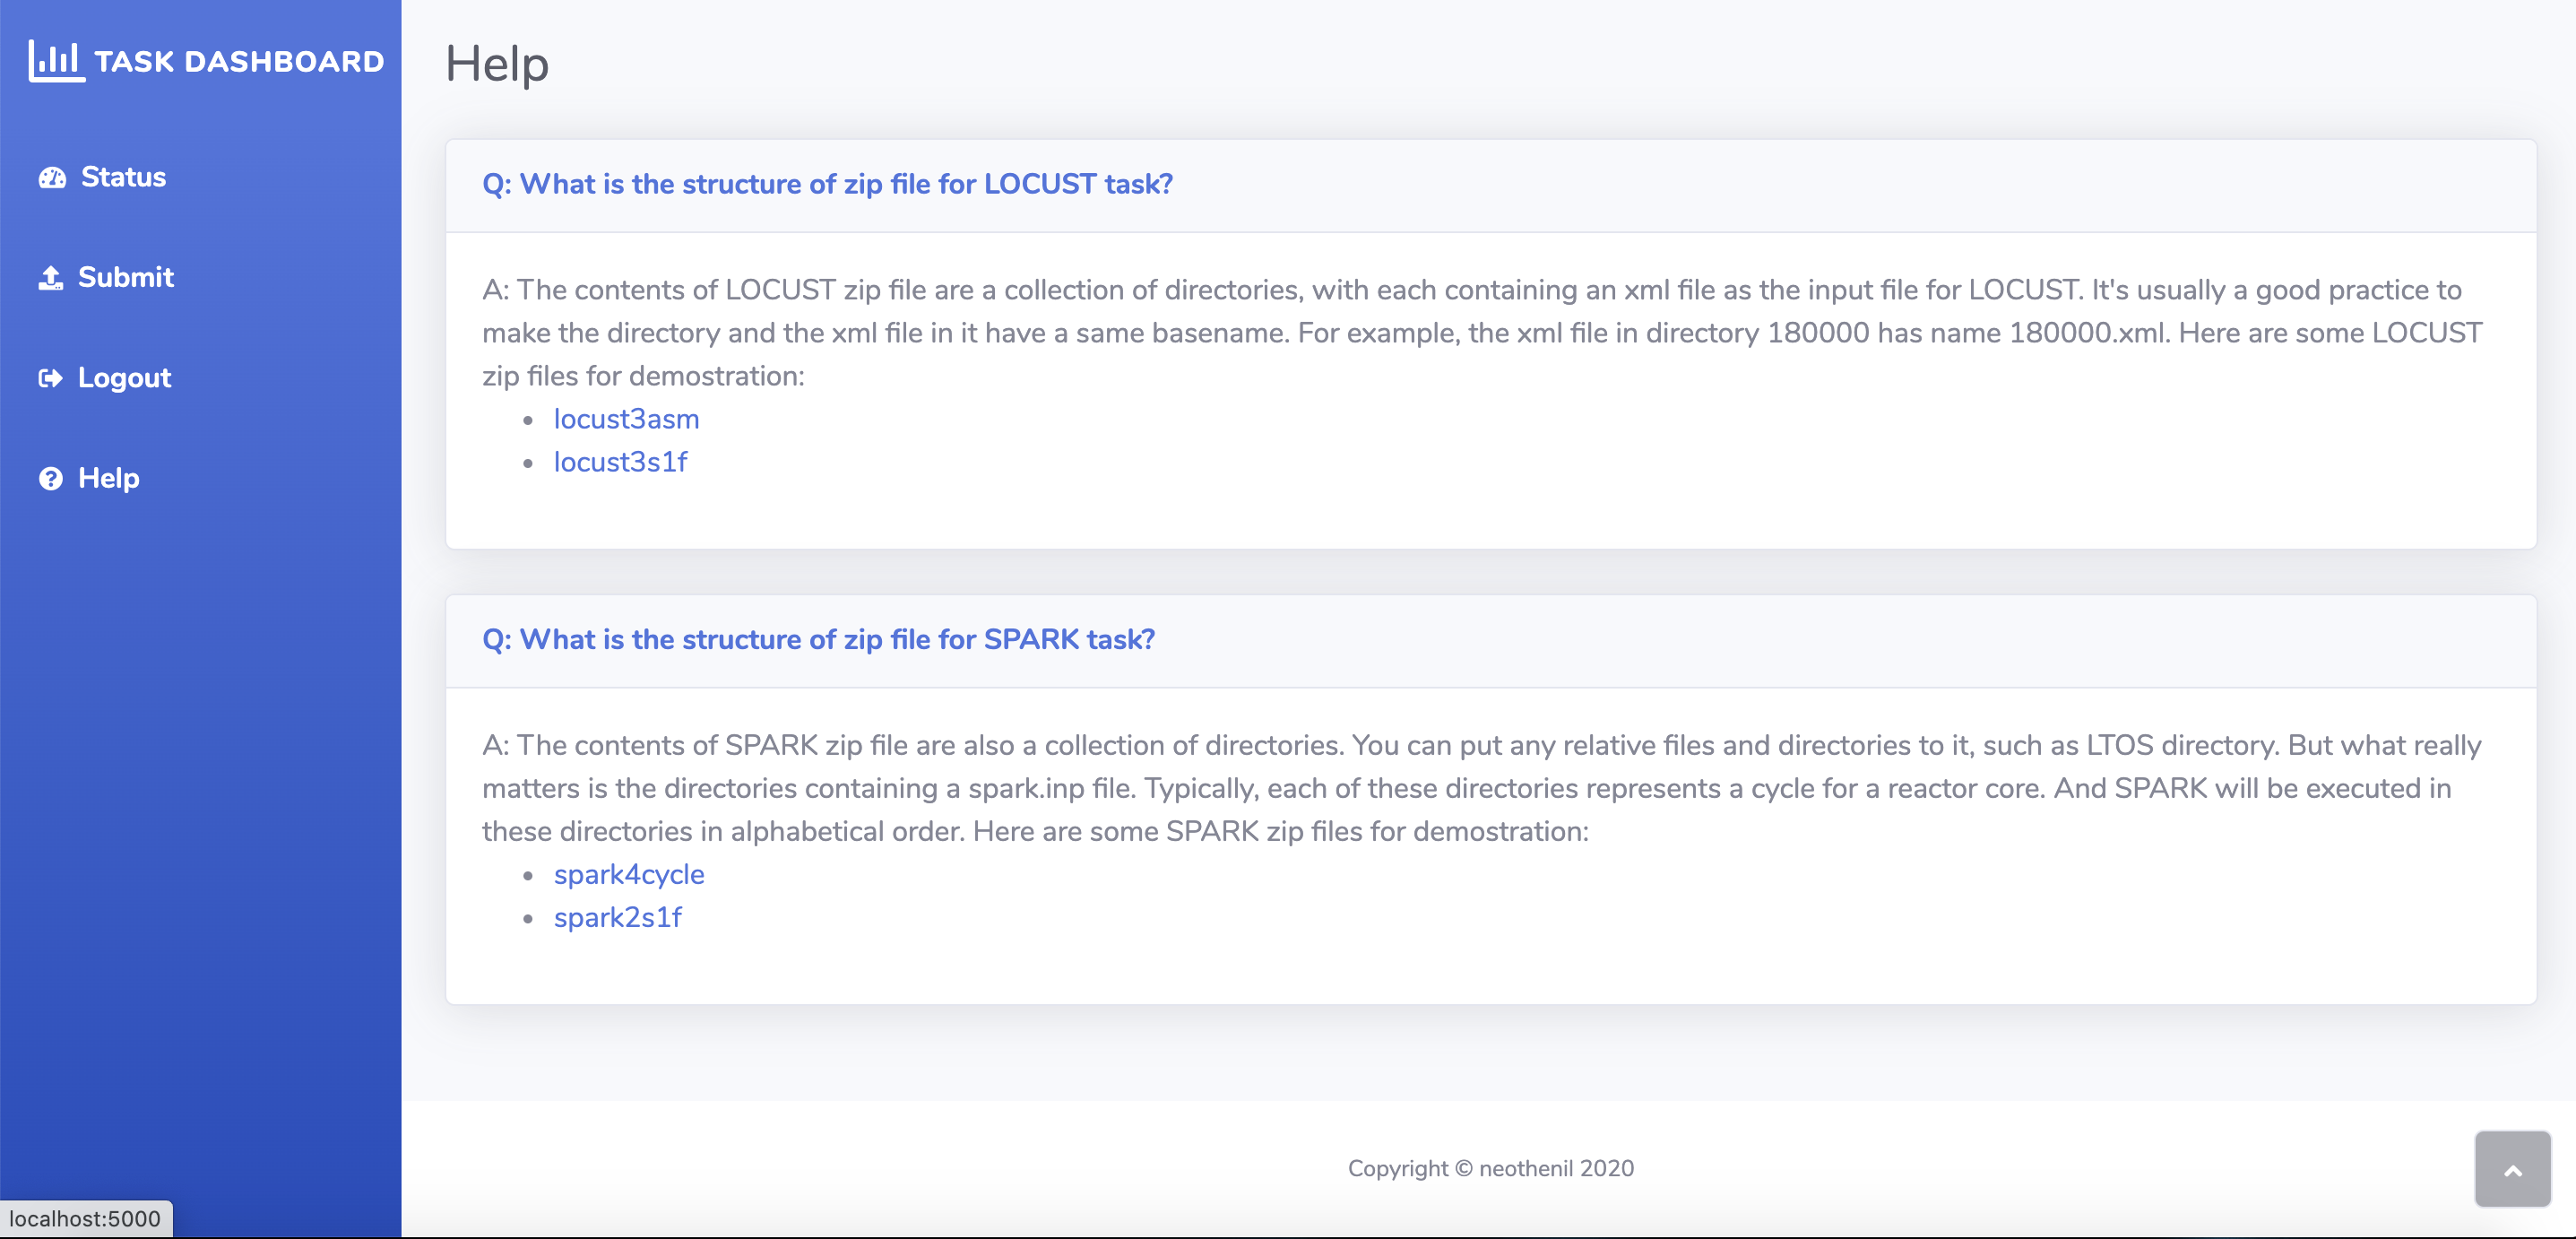 TASK DASHBOARD
Status
Submit
Logout
Help
Help
Q: What is the structure of zip file for LOCUST task?
A: The contents of LOCUST zip file are a collection of directories, with each containing an xml file as the input file for LOCUST. It's usually a good practice to
make the directory and the xml file in it have a same basename. For example, the xml file in directory 180000 has name 180000.xml. Here are some LOCUST
zip files for demostration:
• locust3asm
• locust3s1f
Q: What is the structure of zip file for SPARK task?
A: The contents of SPARK zip file are also a collection of directories. You can put any relative files and directories to it, such as LTOS directory. But what really
matters is the directories containing a spark.inp file. Typically, each of these directories represents a cycle for a reactor core. And SPARK will be executed in
these directories in alphabetical order. Here are some SPARK zip files for demostration:
• spark4cycle
• spark2s1f
Copyright © neothenil 2020
localhost:5000